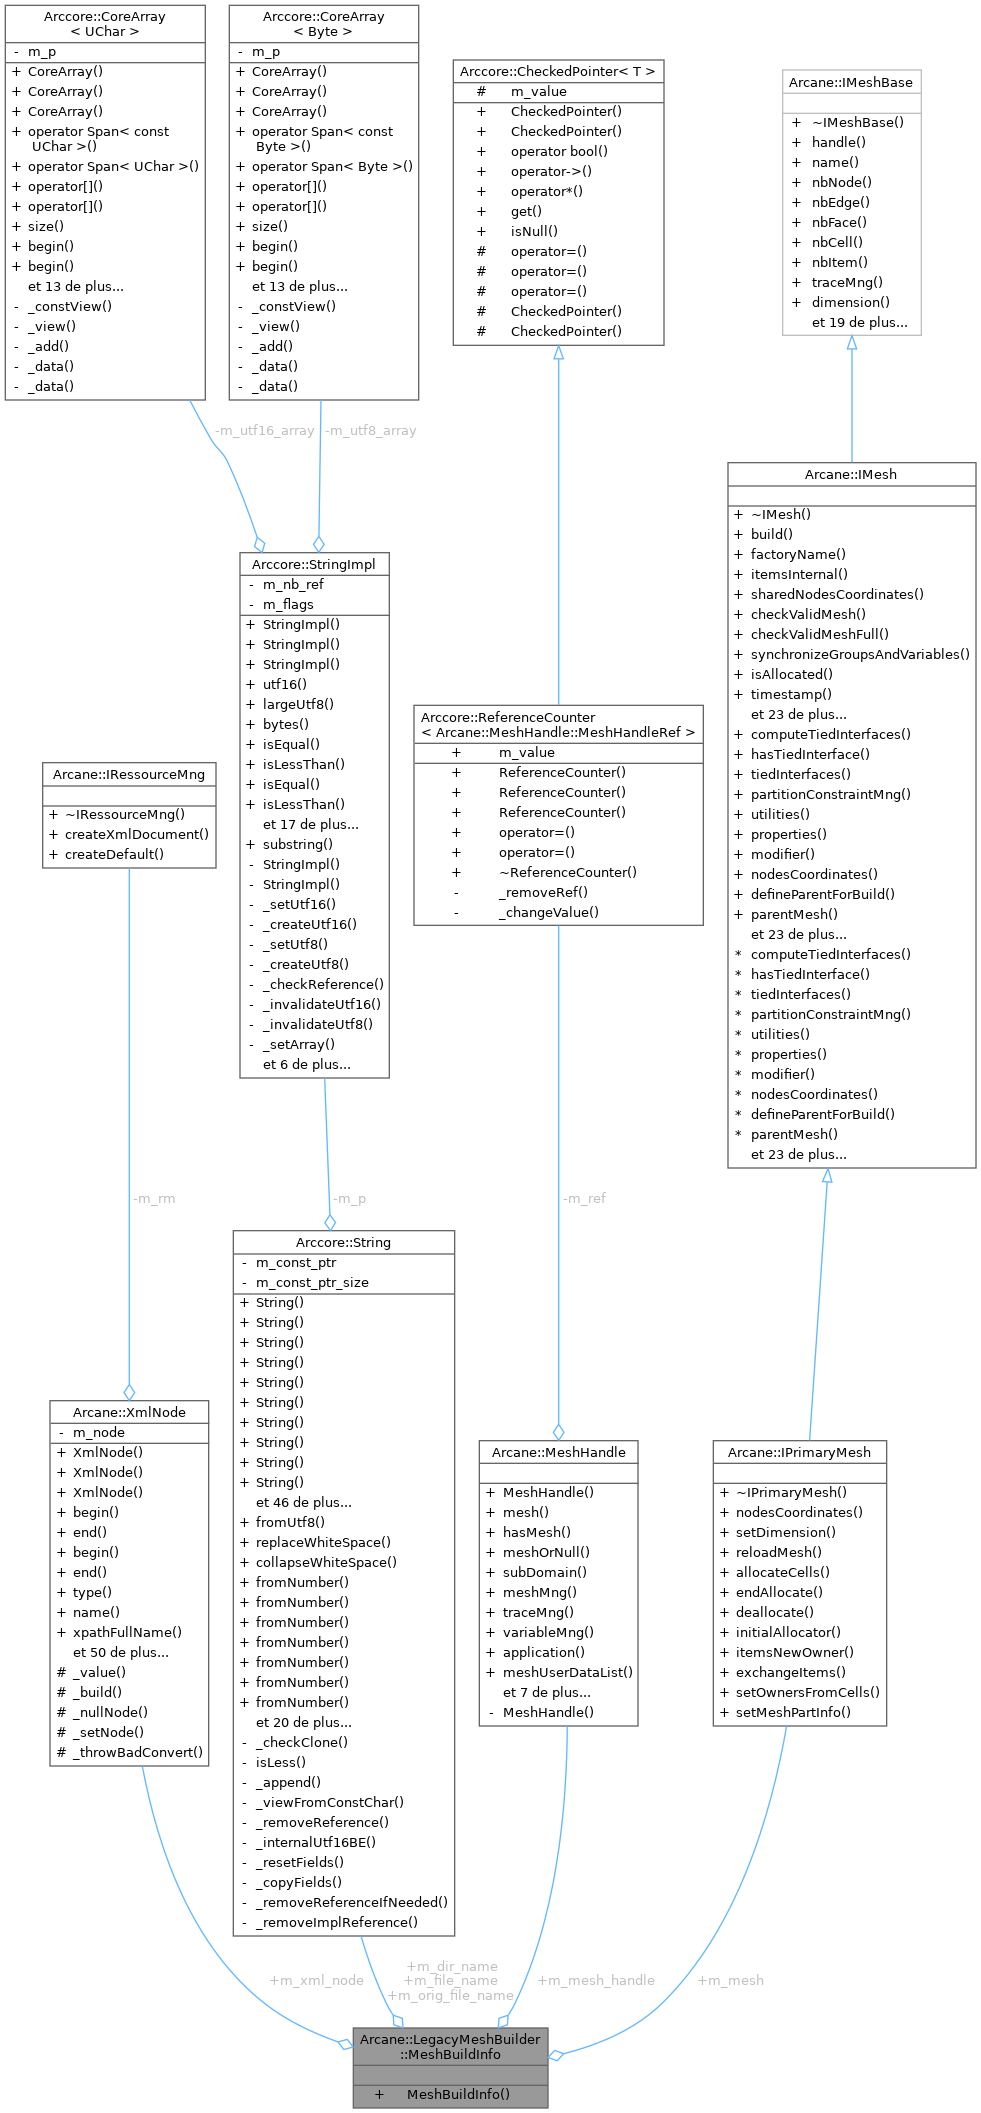 Arccore::CoreArray
< UChar >
- m_p
+ CoreArray()
+ CoreArray()
+ CoreArray()
+ operator Span< const
UChar >()
+ operator Span< UChar >()
+ operator[]()
+ operator[]()
+ size()
+ begin()
+ begin()
et 13 de plus...
- _constView()
- _view()
- _add()
- _data()
- _data()
Arccore::CoreArray
< Byte >
- m_p
+ CoreArray()
+ CoreArray()
+ CoreArray()
+ operator Span< const
Byte >()
+ operator Span< Byte >()
+ operator[]()
+ operator[]()
+ size()
+ begin()
+ begin()
et 13 de plus...
- _constView()
- _view()
- _add()
- _data()
- _data()
Arccore::CheckedPointer< T >
# m_value
+ CheckedPointer()
+ CheckedPointer()
+ operator bool()
+ operator->()
+ operator*()
+ get()
+ isNull()
# operator=()
# operator=()
# operator=()
# CheckedPointer()
# CheckedPointer()
Arcane::IMeshBase
+ ~IMeshBase()
+ handle()
+ name()
+ nbNode()
+ nbEdge()
+ nbFace()
+ nbCell()
+ nbItem()
+ traceMng()
+ dimension()
et 19 de plus...
-m_utf16_array
-m_utf8_array
Arccore::StringImpl
- m_nb_ref
- m_flags
+ StringImpl()
+ StringImpl()
+ StringImpl()
+ utf16()
+ largeUtf8()
+ bytes()
+ isEqual()
+ isLessThan()
+ isEqual()
+ isLessThan()
et 17 de plus...
+ substring()
- StringImpl()
- StringImpl()
- _setUtf16()
- _createUtf16()
- _setUtf8()
- _createUtf8()
- _checkReference()
- _invalidateUtf16()
- _invalidateUtf8()
- _setArray()
et 6 de plus...
Arcane::IMesh
+ ~IMesh()
+ build()
+ factoryName()
+ itemsInternal()
+ sharedNodesCoordinates()
+ checkValidMesh()
+ checkValidMeshFull()
+ synchronizeGroupsAndVariables()
+ isAllocated()
+ timestamp()
et 23 de plus...
+ computeTiedInterfaces()
+ hasTiedInterface()
+ tiedInterfaces()
+ partitionConstraintMng()
+ utilities()
+ properties()
+ modifier()
+ nodesCoordinates()
+ defineParentForBuild()
+ parentMesh()
et 23 de plus...
* computeTiedInterfaces()
* hasTiedInterface()
* tiedInterfaces()
* partitionConstraintMng()
* utilities()
* properties()
* modifier()
* nodesCoordinates()
* defineParentForBuild()
* parentMesh()
et 23 de plus...
Arccore::ReferenceCounter
< Arcane::MeshHandle::MeshHandleRef >
+ m_value
+ ReferenceCounter()
+ ReferenceCounter()
+ ReferenceCounter()
+ operator=()
+ operator=()
+ ~ReferenceCounter()
- _removeRef()
- _changeValue()
Arcane::IRessourceMng
+ ~IRessourceMng()
+ createXmlDocument()
+ createDefault()
-m_rm
-m_p
-m_ref
Arccore::String
- m_const_ptr
- m_const_ptr_size
+ String()
+ String()
+ String()
+ String()
+ String()
+ String()
+ String()
+ String()
+ String()
+ String()
et 46 de plus...
+ fromUtf8()
+ replaceWhiteSpace()
+ collapseWhiteSpace()
+ fromNumber()
+ fromNumber()
+ fromNumber()
+ fromNumber()
+ fromNumber()
+ fromNumber()
+ fromNumber()
et 20 de plus...
- _checkClone()
- isLess()
- _append()
- _viewFromConstChar()
- _removeReference()
- _internalUtf16BE()
- _resetFields()
- _copyFields()
- _removeReferenceIfNeeded()
- _removeImplReference()
Arcane::XmlNode
- m_node
+ XmlNode()
+ XmlNode()
+ XmlNode()
+ begin()
+ end()
+ begin()
+ end()
+ type()
+ name()
+ xpathFullName()
et 50 de plus...
# _value()
# _build()
# _nullNode()
# _setNode()
# _throwBadConvert()
Arcane::MeshHandle
+ MeshHandle()
+ mesh()
+ hasMesh()
+ meshOrNull()
+ subDomain()
+ meshMng()
+ traceMng()
+ variableMng()
+ application()
+ meshUserDataList()
et 7 de plus...
- MeshHandle()
Arcane::IPrimaryMesh
+ ~IPrimaryMesh()
+ nodesCoordinates()
+ setDimension()
+ reloadMesh()
+ allocateCells()
+ endAllocate()
+ deallocate()
+ initialAllocator()
+ itemsNewOwner()
+ exchangeItems()
+ setOwnersFromCells()
+ setMeshPartInfo()
+m_xml_node
+m_dir_name
+m_file_name
+m_orig_file_name
+m_mesh_handle
+m_mesh
Arcane::LegacyMeshBuilder
::MeshBuildInfo
+ MeshBuildInfo()